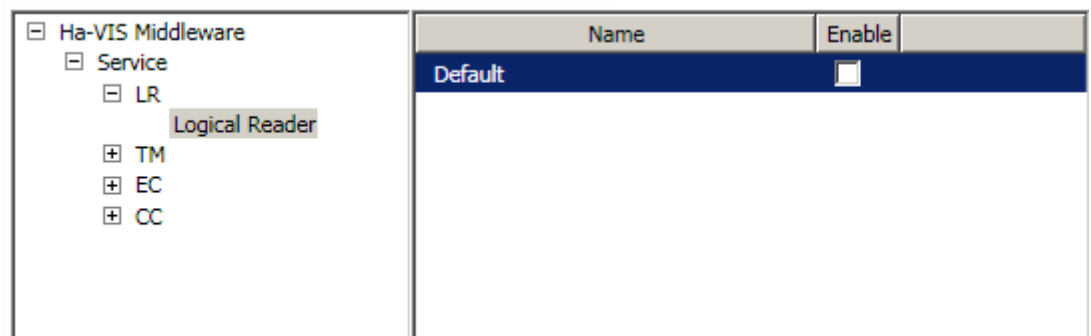 Ha-VIS Middleware
Service
LR
Logical Reader
TM
EC
CC
Name Enable
Default